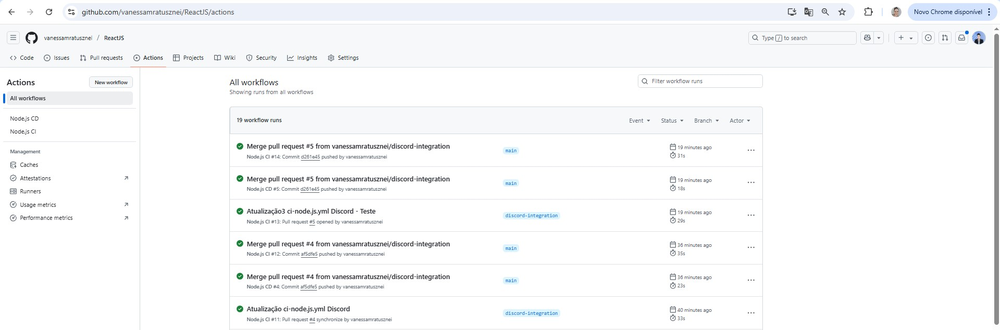 github.com/vanessamratusznei/ReactJS/actions
Novo Chrome disponível
vanessamratusznei / ReactJS
Type / to search
Code Issues Pull requests Actions Projects Wiki Security Insights Settings
Actions
New workflow
All workflows
Node.js CD
Node.js CI
Management
Caches
Attestations
Runners
Usage metrics
Performance metrics
All workflows
Showing runs from all workflows
Filter workflow runs
19 workflow runs
Event Status Branch Actor
Merge pull request #5 from vanessamratusznei/discord-integration
Node.js CI #14: Commit d261e45 pushed by vanessamratusznei
main
19 minutes ago
31s
Merge pull request #5 from vanessamratusznei/discord-integration
Node.js CD #5: Commit d261e45 pushed by vanessamratusznei
main
19 minutes ago
18s
Atualização3 ci-node.js.yml Discord - Teste
Node.js CI #13: Pull request #5 opened by vanessamratusznei
discord-integration
19 minutes ago
29s
Merge pull request #4 from vanessamratusznei/discord-integration
Node.js CI #12: Commit af5dfe5 pushed by vanessamratusznei
main
36 minutes ago
35s
Merge pull request #4 from vanessamratusznei/discord-integration
Node.js CD #4: Commit af5dfe5 pushed by vanessamratusznei
main
36 minutes ago
23s
Atualização ci-node.js.yml Discord
Node.js CI #11: Pull request #4 synchronize by vanessamratusznei
discord-integration
40 minutes ago
33s